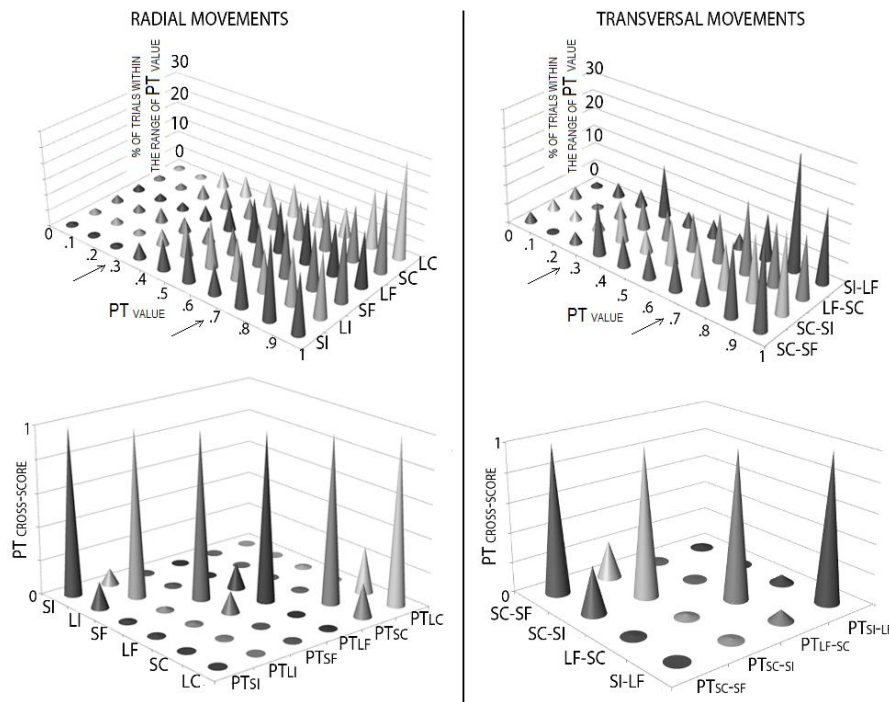 RADIAL MOVEMENTS
% OF TRIALS WITHIN
THE RANGE OF PT VALUE
30
20
10
0
0
.1
.2
.3
.4
.5
.6
.7
.8
.9
1
PT VALUE
SI
LI
SF
LF
SC
LC
TRANSVERSAL MOVEMENTS
% OF TRIALS WITHIN
THE RANGE OF PT VALUE
30
20
10
0
0
.1
.2
.3
.4
.5
.6
.7
.8
.9
1
PT VALUE
SC-SF
SC-SI
LF-SC
SI-LF
PT CROSS-SCORE
1
0
SI
LI
SF
LF
SC
LC
PTSI
PTLI
PTSF
PTLF
PTSC
PTLC
PT CROSS-SCORE
1
0
SC-SF
SC-SI
LF-SC
SI-LF
PTSC-SF
PTSC-SI
PTLF-SC
PTSI-LF